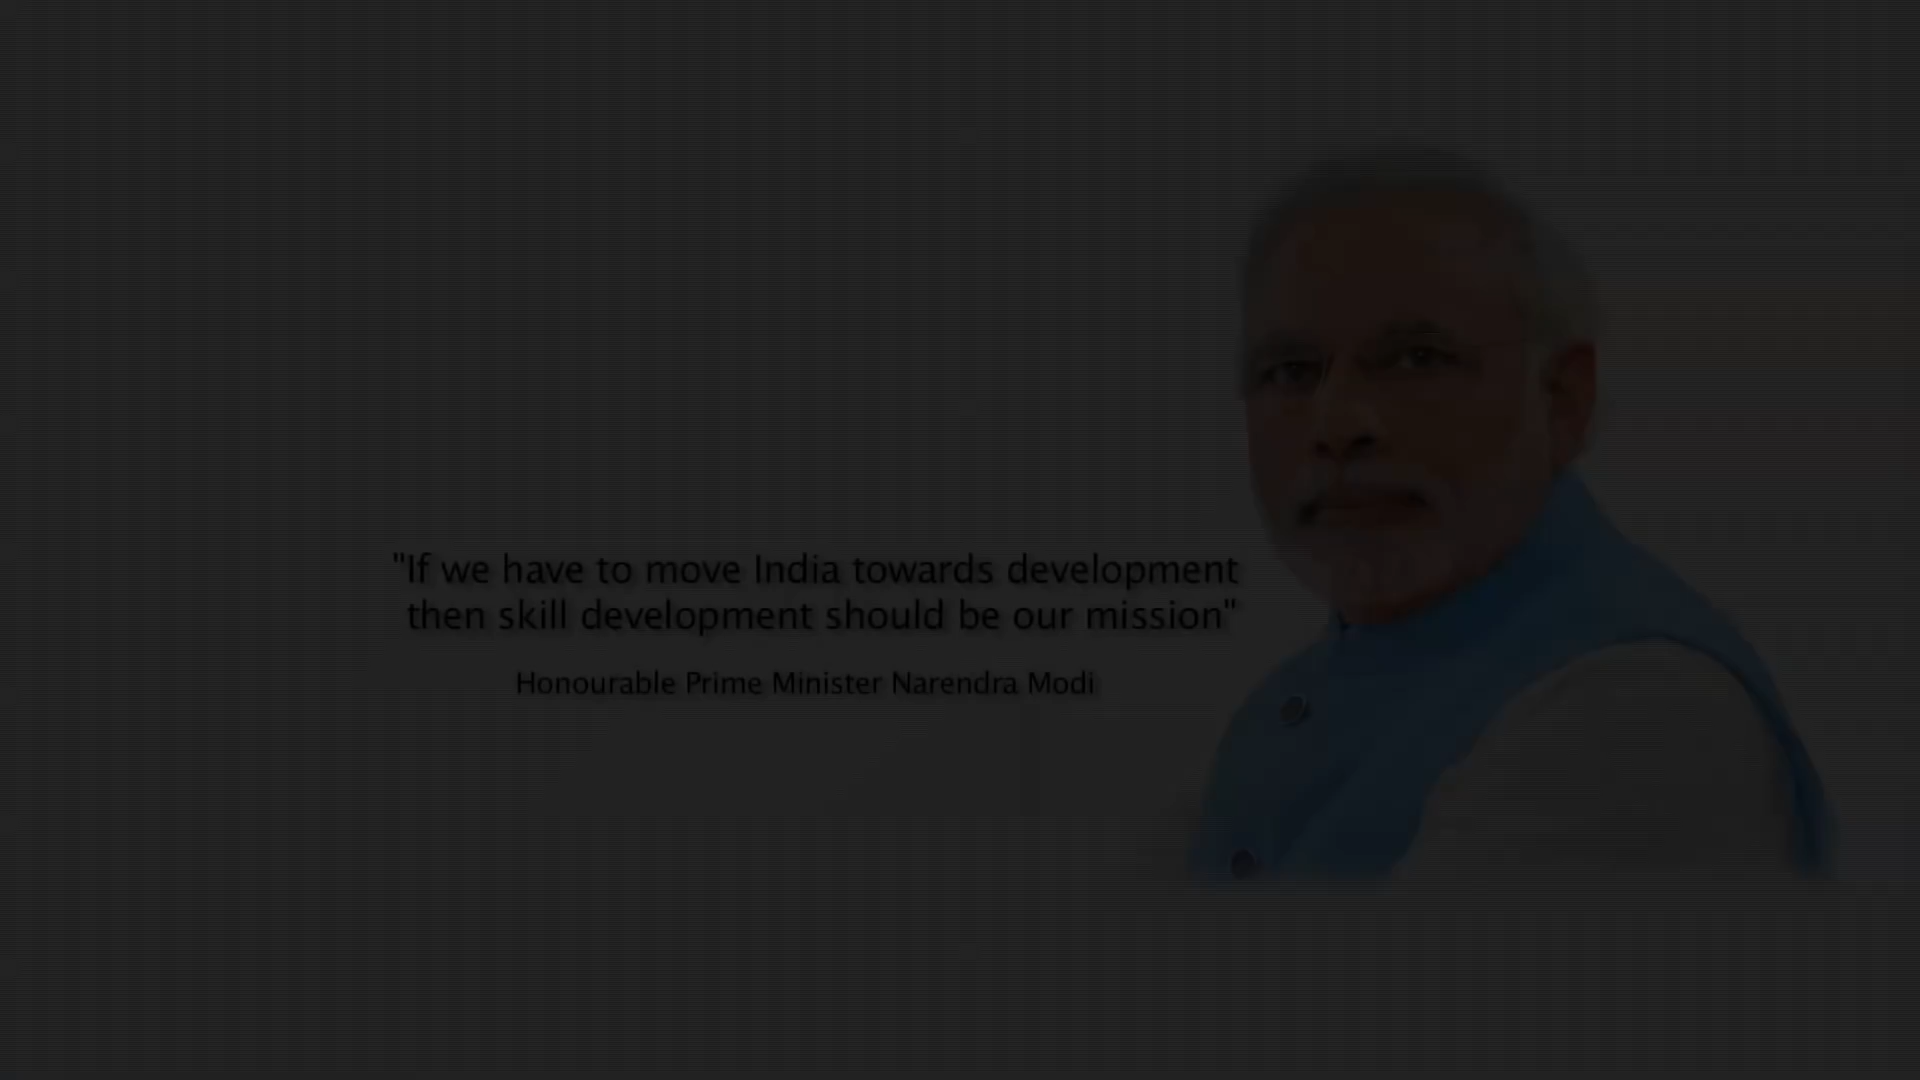 "If we have to move India towards development
then skill development should be our mission"
Honourable Prime Minister Narendra Modi